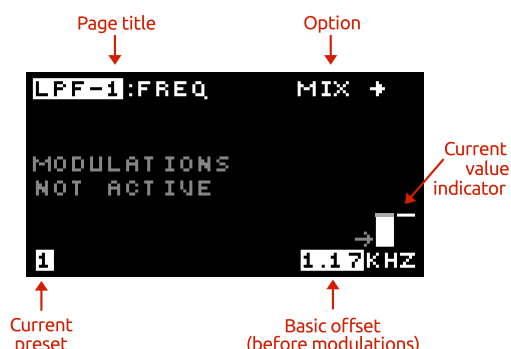 Page title
Option
LPF-1:FREQ
MIX →
MODULATIONS
NOT ACTIVE
Current
value
indicator
1
1.17KHZ
Current
preset
Basic offset
(before modulations)